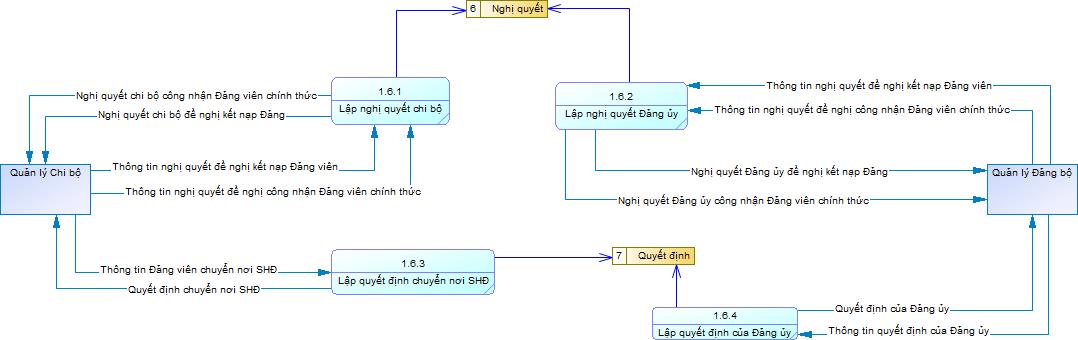 6 Nghị quyết
1.6.1
Lập nghị quyết chi bộ
1.6.2
Lập nghị quyết Đảng ủy
Nghị quyết chi bộ công nhận Đảng viên chính thức
Nghị quyết chi bộ đề nghị kết nạp Đảng
Thông tin nghị quyết đề nghị kết nạp Đảng viên
Thông tin nghị quyết đề nghị công nhận Đảng viên chính thức
Quản lý Chi bộ
Thông tin nghị quyết đề nghị kết nạp Đảng viên
Thông tin nghị quyết đề nghị công nhận Đảng viên chính thức
Nghị quyết Đảng ủy đề nghị kết nạp Đảng
Nghị quyết Đảng ủy công nhận Đảng viên chính thức
Quản lý Đảng bộ
Thông tin Đảng viên chuyển nơi SHĐ
Quyết định chuyển nơi SHĐ
1.6.3
Lập quyết định chuyển nơi SHĐ
7 Quyết định
1.6.4
Lập quyết định của Đảng ủy
Quyết định của Đảng ủy
Thông tin quyết định của Đảng ủy